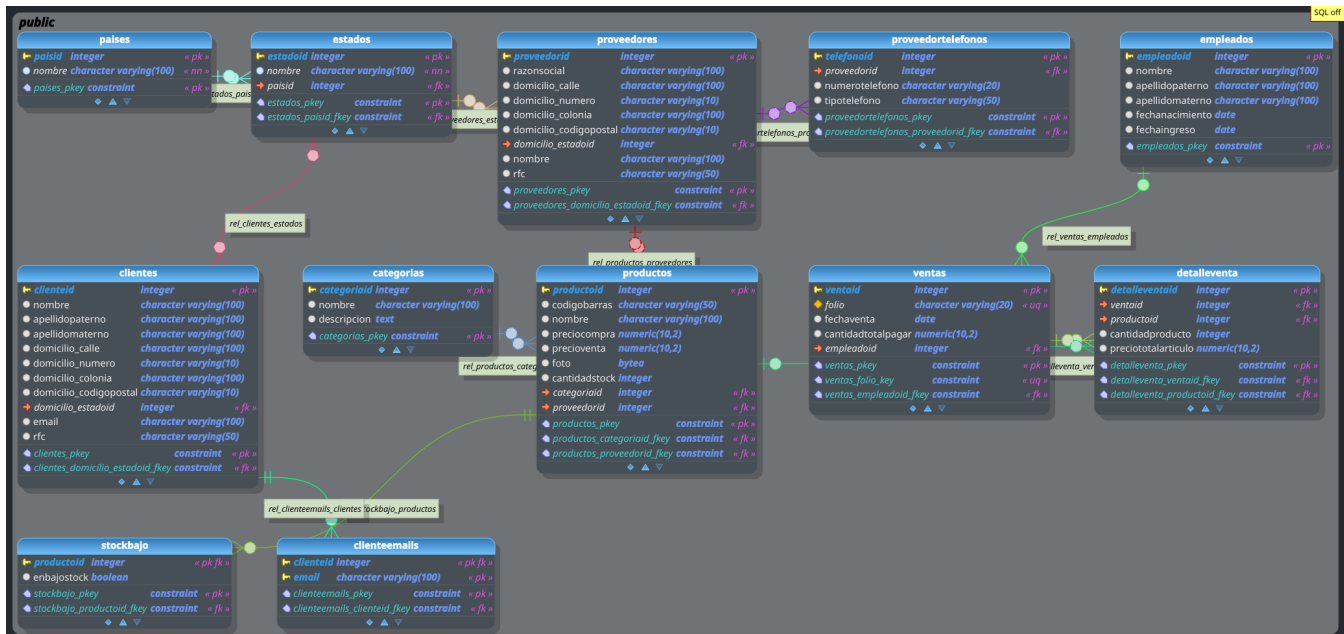 SQL off
public
paises
paisid integer « pk »
nombre character varying(100) « nn »
paises_pkey constraint « pk »
estados
estadoid integer « pk »
nombre character varying(100) « nn »
paisid integer « fk »
estados_pkey constraint « pk »
estados_paisid_fkey constraint « fk »
proveedores
proveedorid integer « pk »
razonsocial character varying(100)
domicilio_calle character varying(100)
domicilio_numero character varying(10)
domicilio_colonia character varying(100)
domicilio_codigopostal character varying(10)
domicilio_estadoid integer « fk »
nombre character varying(100)
rfc character varying(50)
proveedores_pkey constraint « pk »
proveedores_domicilio_estadoid_fkey constraint « fk »
proveedortelefonos
telefonoid integer « pk »
proveedorid integer « fk »
numerotelefono character varying(20)
tipotelefono character varying(50)
proveedortelefonos_pkey constraint « pk »
proveedortelefonos_proveedorid_fkey constraint « fk »
empleados
empleadoid integer « pk »
nombre character varying(100)
apellidopaterno character varying(100)
apellidomaterno character varying(100)
fechanacimiento date
fechaingreso date
empleados_pkey constraint « pk »
rel_clientes_estados
rel_ventas_empleados
rel_productos_proveedores
clientes
clienteid integer « pk »
nombre character varying(100)
apellidopaterno character varying(100)
apellidomaterno character varying(100)
domicilio_calle character varying(100)
domicilio_numero character varying(10)
domicilio_colonia character varying(100)
domicilio_codigopostal character varying(10)
domicilio_estadoid integer « fk »
email character varying(100)
rfc character varying(50)
clientes_pkey constraint « pk »
clientes_domicilio_estadoid_fkey constraint « fk »
categorias
categoriaid integer « pk »
nombre character varying(100)
descripcion text
categorias_pkey constraint « pk »
rel_productos_categ
productos
productoid integer « pk »
codigobarras character varying(50)
nombre character varying(100)
preciocompra numeric(10,2)
precioventa numeric(10,2)
foto bytea
cantidadstock integer
categoriaid integer « fk »
proveedorid integer « fk »
productos_pkey constraint « pk »
productos_categoriaid_fkey constraint « fk »
productos_proveedorid_fkey constraint « fk »
ventas
ventaid integer « pk »
folio character varying(20) « uq »
fechaventa date
cantidadtotalpagar numeric(10,2)
empleadoid integer « fk »
ventas_pkey constraint « pk »
ventas_folio_key constraint « uq »
ventas_empleadoid_fkey constraint « fk »
detalleventa
detalleventaid integer « pk »
ventaid integer « fk »
productoid integer « fk »
cantidadproducto integer
preciototalarticulo numeric(10,2)
detalleventa_pkey constraint « pk »
detalleventa_ventaid_fkey constraint « fk »
detalleventa_productoid_fkey constraint « fk »
rel_clienteemails_clientes
tockbajo_productos
stockbajo
productoid integer « pk fk »
enbajostock boolean
stockbajo_pkey constraint « pk »
stockbajo_productoid_fkey constraint « fk »
clienteemails
clienteid integer « pk fk »
email character varying(100) « pk »
clienteemails_pkey constraint « pk »
clienteemails_clienteid_fkey constraint « fk »